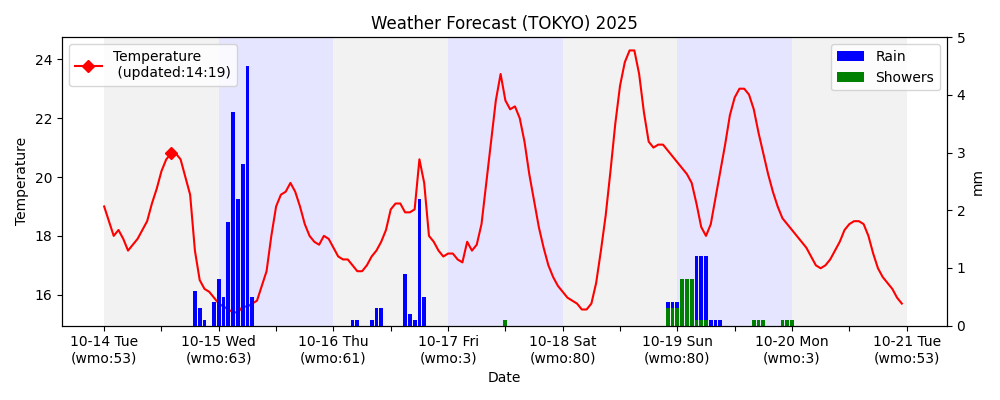 Weather Forecast (TOKYO) 2025
Temperature
(updated:14:19)
Rain
Showers
24
22
20
18
16
Temperature
5
4
3
2
1
0
mm
10-14 Tue
(wmo:53)
10-15 Wed
(wmo:63)
10-16 Thu
(wmo:61)
10-17 Fri
(wmo:3)
10-18 Sat
(wmo:80)
10-19 Sun
(wmo:80)
10-20 Mon
(wmo:3)
10-21 Tue
(wmo:53)
Date